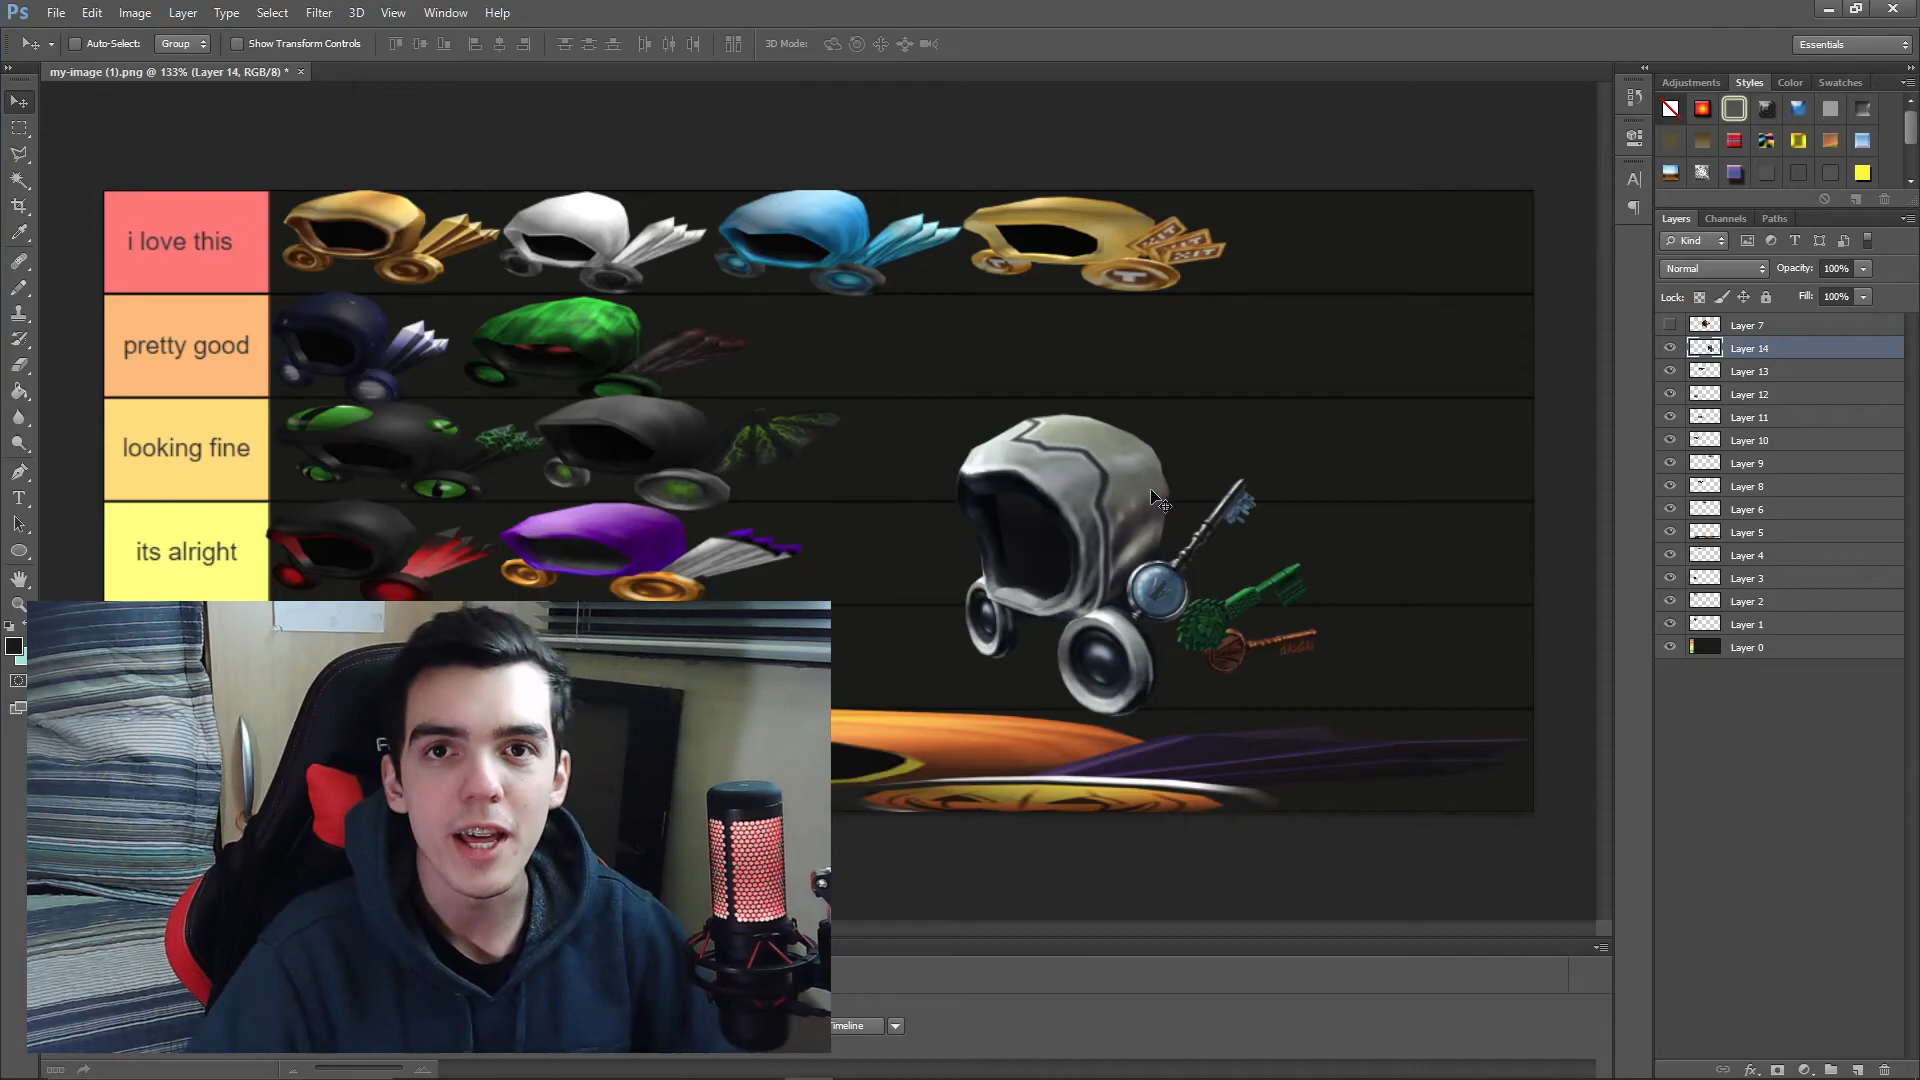 Ps File Edit Image Layer Type Select Filter 3D View Window Help
Auto-Select: Group Show Transform Controls 3D Mode: Essentials
my-image (1).png @ 133% (Layer 14, RGB/8) * ×
Adjustments Styles Color Swatches
Layers Channels Paths
Kind
Normal Opacity: 100%
Lock: Fill: 100%
Layer 7
Layer 14
Layer 13
Layer 12
Layer 11
Layer 10
Layer 9
Layer 8
Layer 6
Layer 5
Layer 4
Layer 3
Layer 2
Layer 1
Layer 0
i love this
pretty good
looking fine
its alright
Timeline